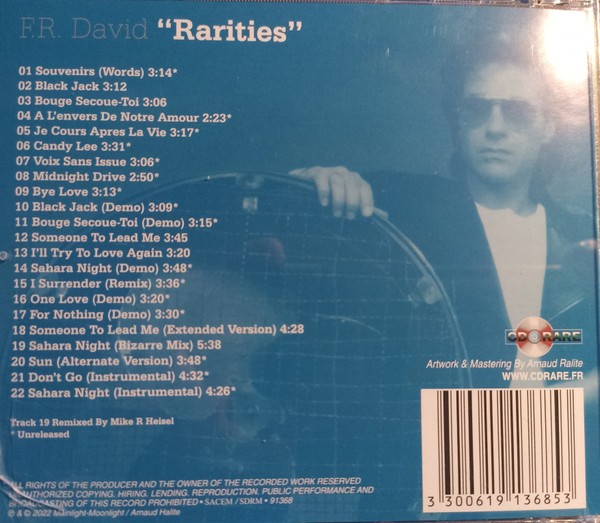 F.R. David “Rarities”
01 Souvenirs (Words) 3:14*
02 Black Jack 3:12
03 Bouge Secoue-Toi 3:06
04 A L'envers De Notre Amour 2:23*
05 Je Cours Apres La Vie 3:17*
06 Candy Lee 3:31*
07 Voix Sans Issue 3:06*
08 Midnight Drive 2:50*
09 Bye Love 3:13*
10 Black Jack (Demo) 3:09*
11 Bouge Secoue-Toi (Demo) 3:15*
12 Someone To Lead Me 3:45
13 I'll Try To Love Again 3:20
14 Sahara Night (Demo) 3:48*
15 I Surrender (Remix) 3:36*
16 One Love (Demo) 3:20*
17 For Nothing (Demo) 3:30*
18 Someone To Lead Me (Extended Version) 4:28
19 Sahara Night (Bizarre Mix) 5:38
20 Sun (Alternate Version) 3:48*
21 Don't Go (Instrumental) 4:32*
22 Sahara Night (Instrumental) 4:26*
Track 19 Remixed By Mike R Heisel
* Unreleased
CD RARE
Artwork & Mastering By Arnaud Ralite
WWW.CDRARE.FR
ALL RIGHTS OF THE PRODUCER AND THE OWNER OF THE RECORDED WORK RESERVED
UNAUTHORIZED COPYING. HIRING. LENDING. REPRODUCTION. PUBLIC PERFORMANCE AND
BROADCASTING OF THIS RECORD PROHIBITED • SACEM / SDRM • 91368
℗ & © 2022 Mainlight-Moonlight / Arnaud Ralite
3 300619 136853